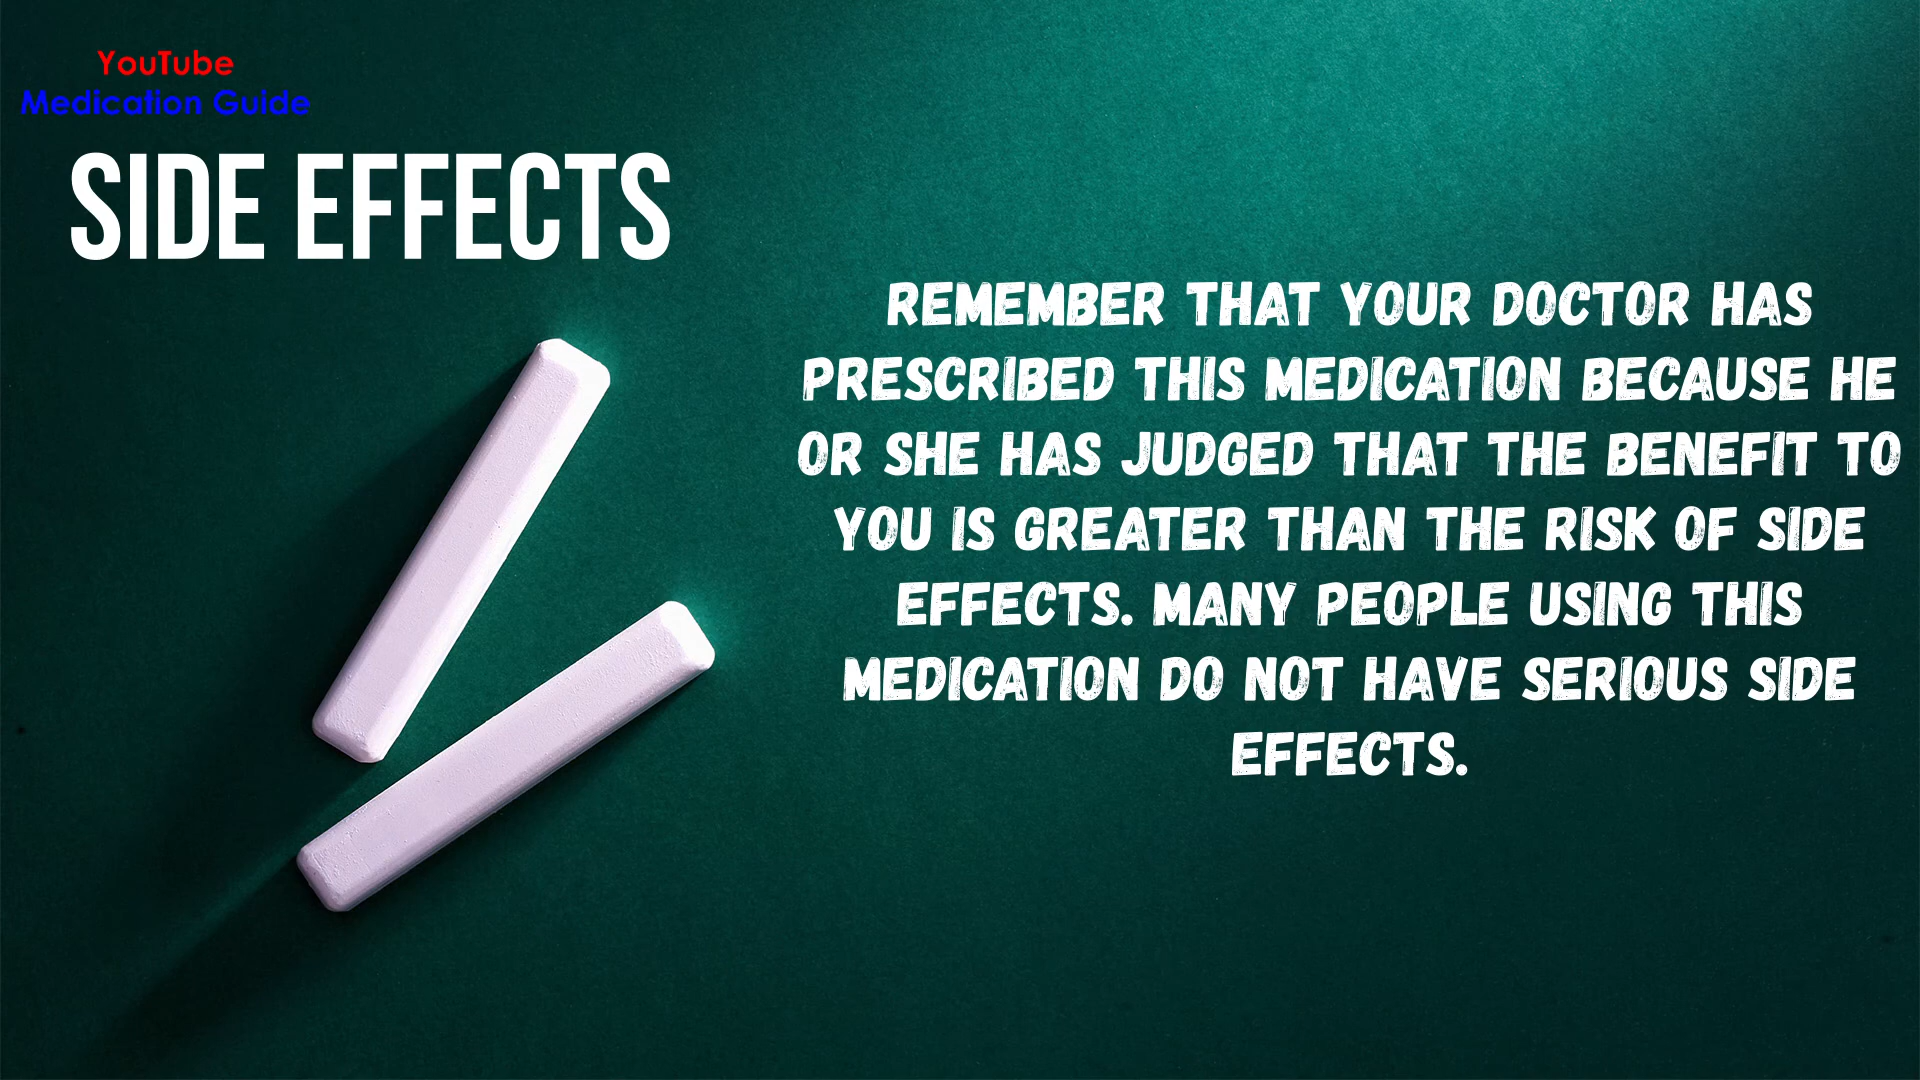 YouTube
Medication Guide
SIDE EFFECTS
REMEMBER THAT YOUR DOCTOR HAS
PRESCRIBED THIS MEDICATION BECAUSE HE
OR SHE HAS JUDGED THAT THE BENEFIT TO
YOU IS GREATER THAN THE RISK OF SIDE
EFFECTS. MANY PEOPLE USING THIS
MEDICATION DO NOT HAVE SERIOUS SIDE
EFFECTS.